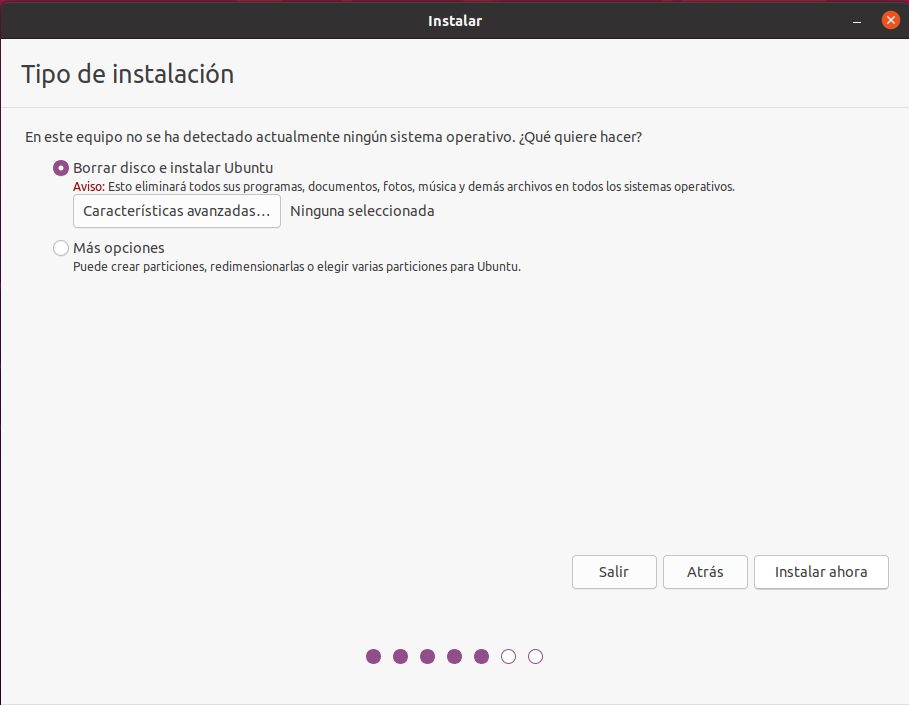 Instalar
Tipo de instalación
En este equipo no se ha detectado actualmente ningún sistema operativo. ¿Qué quiere hacer?
Borrar disco e instalar Ubuntu
Aviso: Esto eliminará todos sus programas, documentos, fotos, música y demás archivos en todos los sistemas operativos.
Características avanzadas... Ninguna seleccionada
Más opciones
Puede crear particiones, redimensionarlas o elegir varias particiones para Ubuntu.
Salir Atrás Instalar ahora